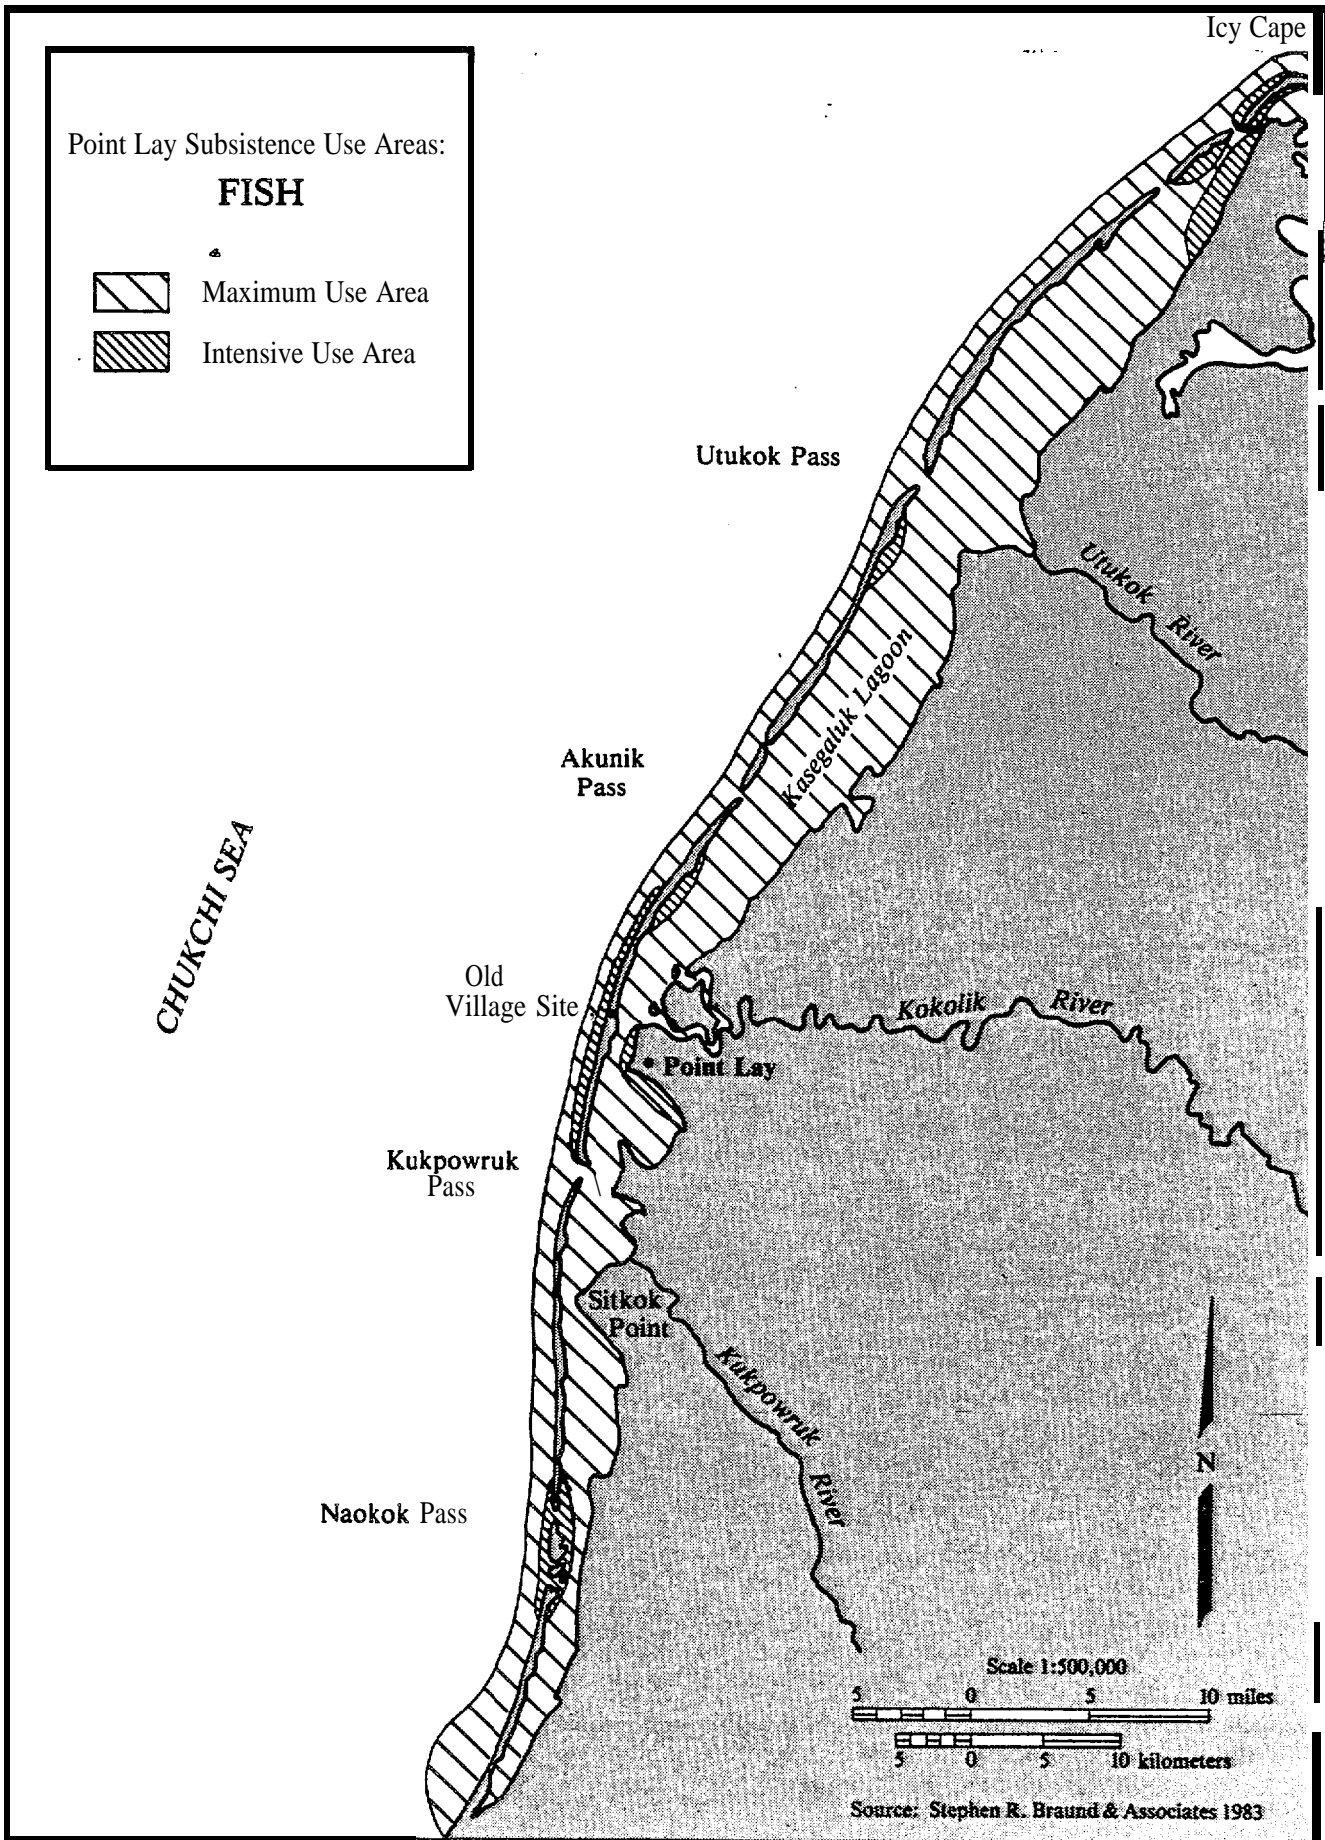 Icy Cape
Point Lay Subsistence Use Areas:
FISH
Maximum Use Area
Intensive Use Area
Utukok Pass
Utukok River
Kasegaluk Lagoon
Akunik
Pass
CHUKCHI SEA
Old
Village Site
Kokolik River
Point Lay
Kukpowruk
Pass
Sitkok
Point
Kukpowruk River
N
Naokok Pass
Scale 1:500,000
5 0 5 10 miles
5 0 5 10 kilometers
Source: Stephen R. Braund & Associates 1983